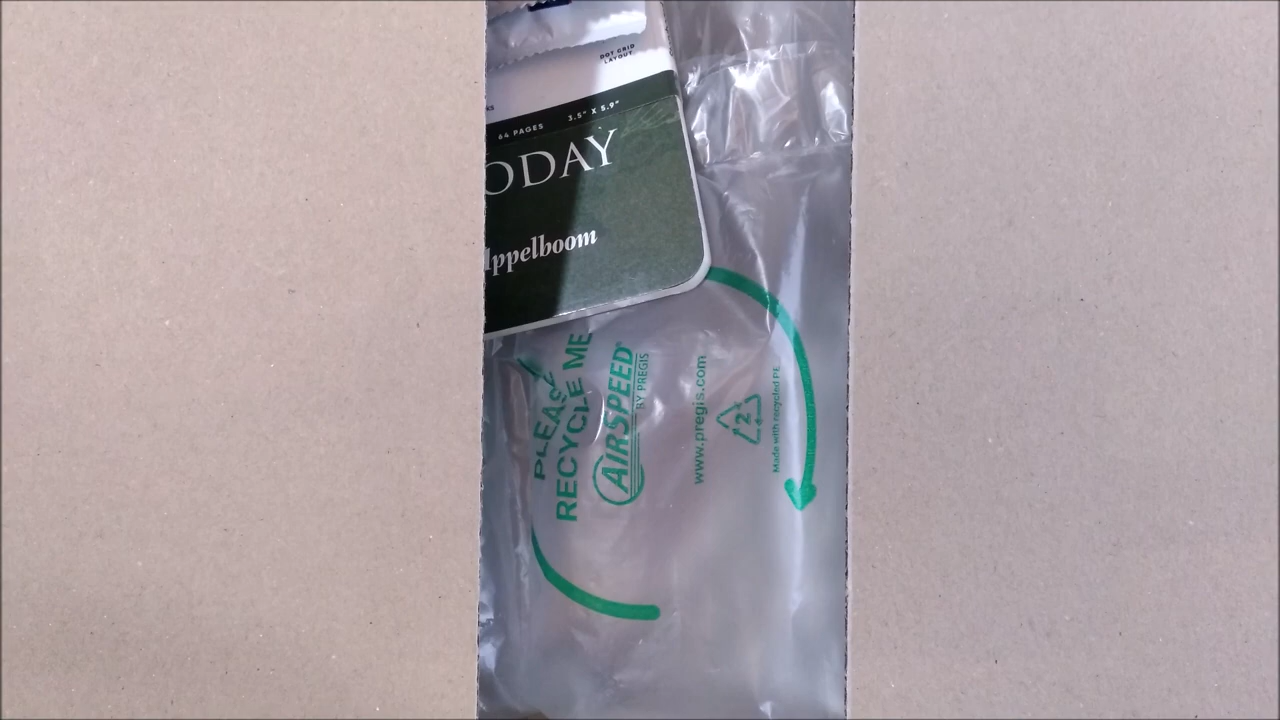 DOT GRID
LAYOUT
64 PAGES 3.5" X 5.9"
ODAY
ppelboom
PLEASE
RECYCLE ME
AIRSPEED®
BY PREGIS
www.pregis.com
2
Made with recycled PE